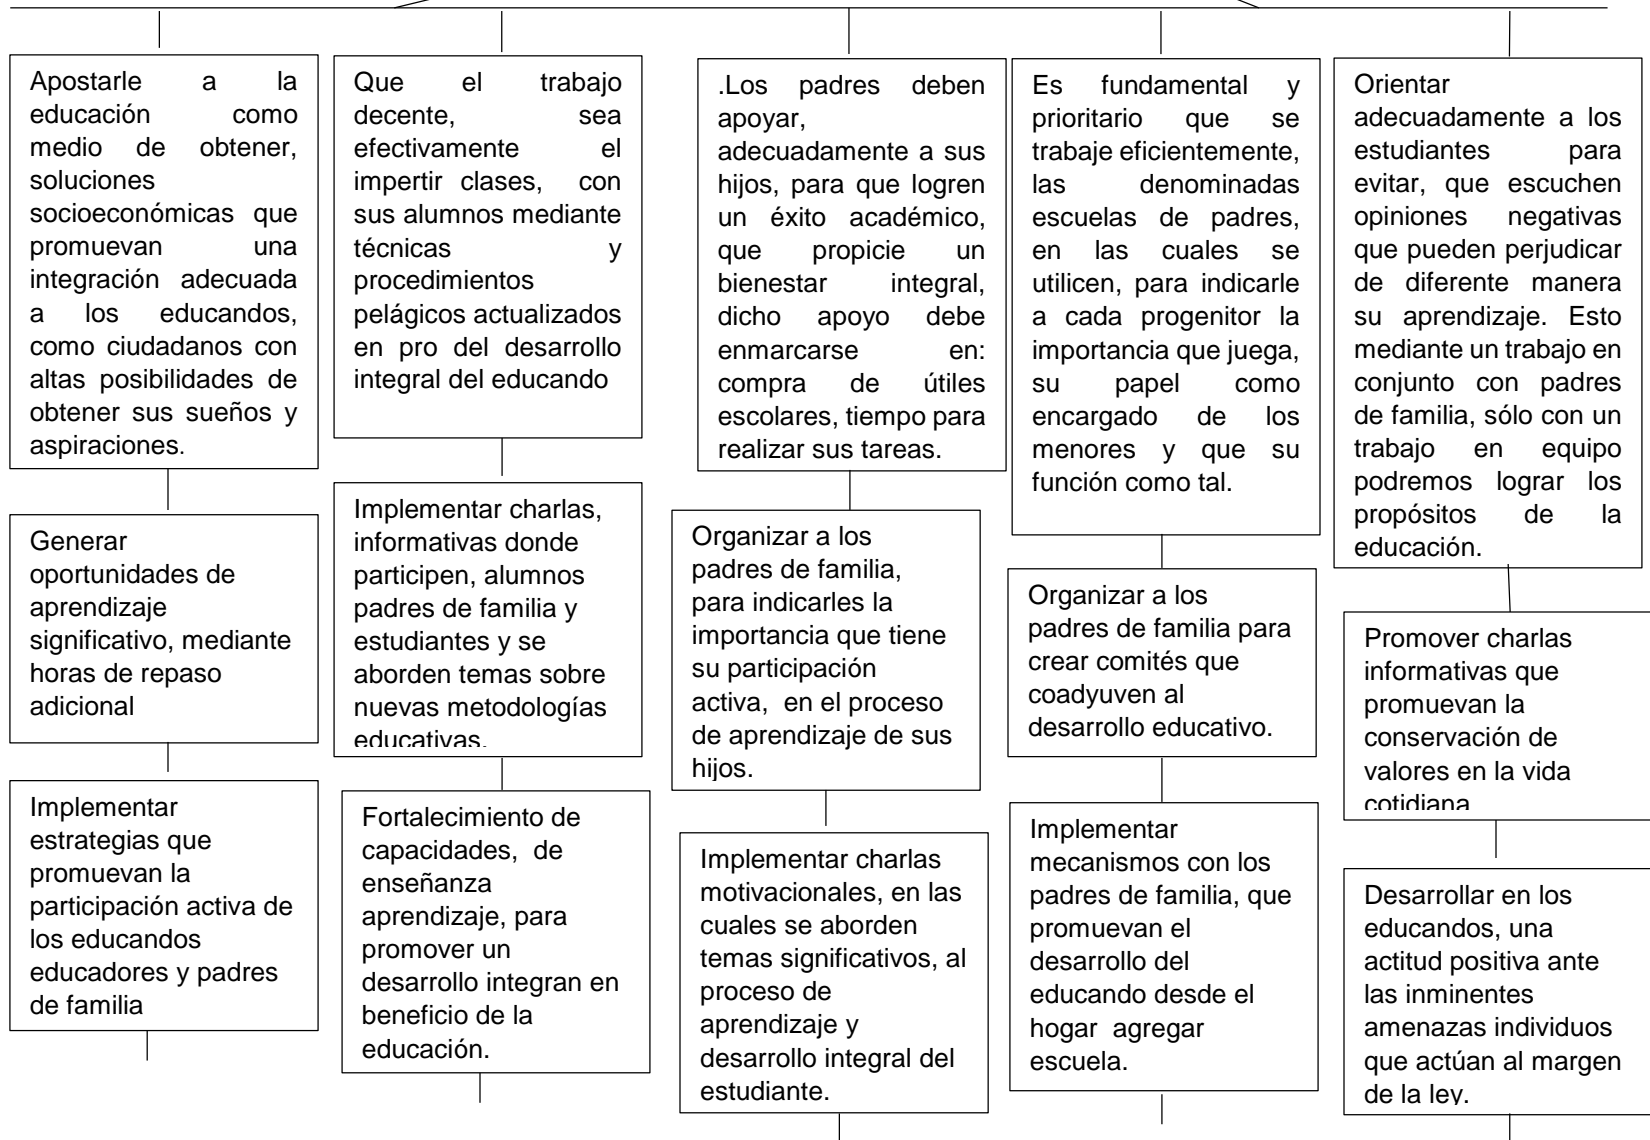 Apostarle a la
educación como
medio de obtener,
soluciones
socioeconómicas que
promuevan una
integración adecuada
a los educandos,
como ciudadanos con
altas posibilidades de
obtener sus sueños y
aspiraciones.
Generar
oportunidades de
aprendizaje
significativo, mediante
horas de repaso
adicional
Implementar
estrategias que
promuevan la
participación activa de
los educandos
educadores y padres
de familia
Que el trabajo
decente, sea
efectivamente el
impertir clases, con
sus alumnos mediante
técnicas y
procedimientos
pelágicos actualizados
en pro del desarrollo
integral del educando
Implementar charlas,
informativas donde
participen, alumnos
padres de familia y
estudiantes y se
aborden temas sobre
nuevas metodologías
educativas.
Fortalecimiento de
capacidades, de
enseñanza
aprendizaje, para
promover un
desarrollo integran en
beneficio de la
educación.
.Los padres deben
apoyar,
adecuadamente a sus
hijos, para que logren
un éxito académico,
que propicie un
bienestar integral,
dicho apoyo debe
enmarcarse en:
compra de útiles
escolares, tiempo para
realizar sus tareas.
Organizar a los
padres de familia,
para indicarles la
importancia que tiene
su participación
activa, en el proceso
de aprendizaje de sus
hijos.
Implementar charlas
motivacionales, en las
cuales se aborden
temas significativos, al
proceso de
aprendizaje y
desarrollo integral del
estudiante.
Es fundamental y
prioritario que se
trabaje eficientemente,
las denominadas
escuelas de padres,
en las cuales se
utilicen, para indicarle
a cada progenitor la
importancia que juega,
su papel como
encargado de los
menores y que su
función como tal.
Organizar a los
padres de familia para
crear comités que
coadyuven al
desarrollo educativo.
Implementar
mecanismos con los
padres de familia, que
promuevan el
desarrollo del
educando desde el
hogar agregar
escuela.
Orientar
adecuadamente a los
estudiantes para
evitar, que escuchen
opiniones negativas
que pueden perjudicar
de diferente manera
su aprendizaje. Esto
mediante un trabajo en
conjunto con padres
de familia, sólo con un
trabajo en equipo
podremos lograr los
propósitos de la
educación.
Promover charlas
informativas que
promuevan la
conservación de
valores en la vida
cotidiana
Desarrollar en los
educandos, una
actitud positiva ante
las inminentes
amenazas individuos
que actúan al margen
de la ley.